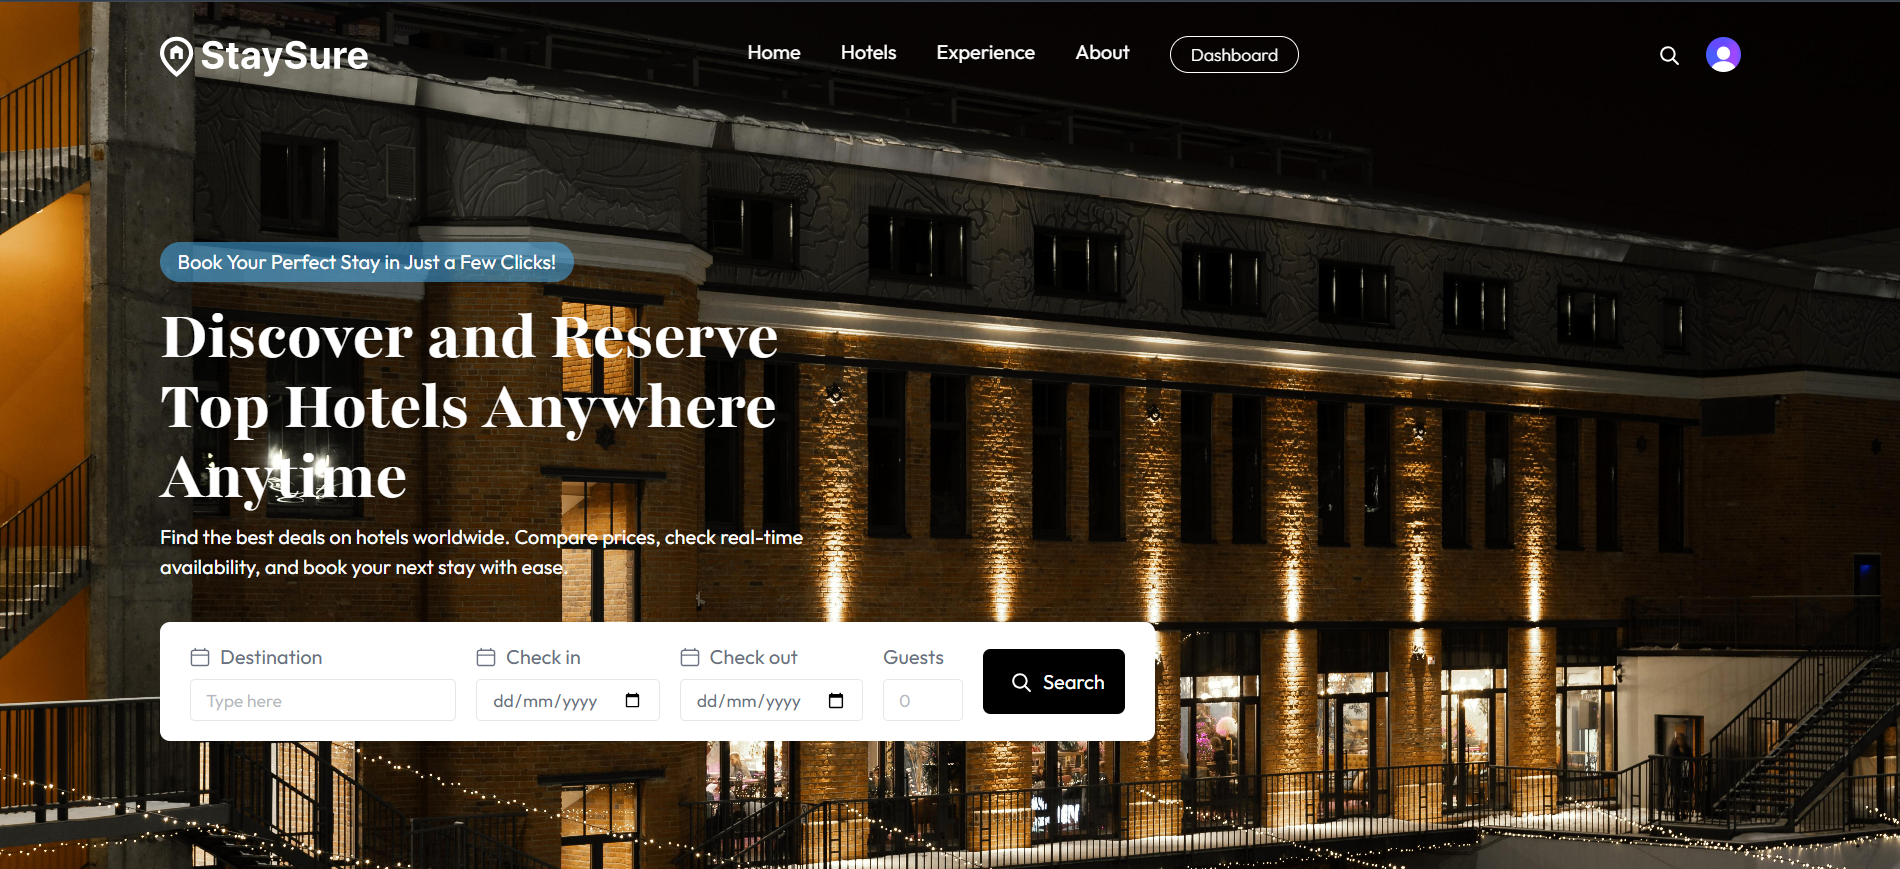 StaySure
Home Hotels Experience About Dashboard
Book Your Perfect Stay in Just a Few Clicks!
Discover and Reserve
Top Hotels Anywhere
Anytime
Find the best deals on hotels worldwide. Compare prices, check real-time
availability, and book your next stay with ease.
Destination Check in Check out Guests
Type here dd/mm/yyyy dd/mm/yyyy 0 Search